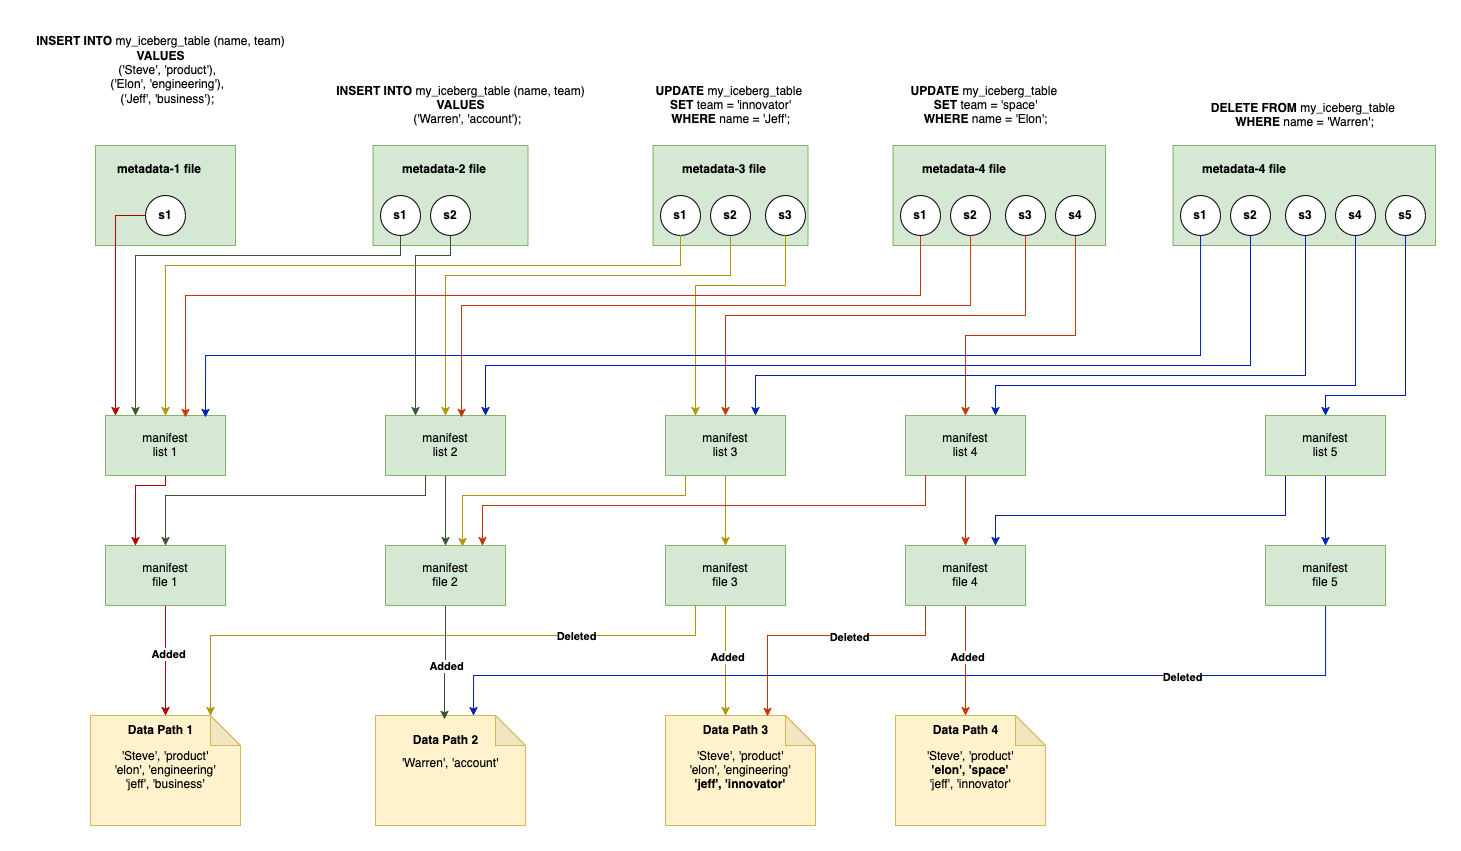 INSERT INTO my_iceberg_table (name, team)
VALUES
('Steve', 'product'),
('Elon', 'engineering'),
('Jeff', 'business');
INSERT INTO my_iceberg_table (name, team)
VALUES
('Warren', 'account');
UPDATE my_iceberg_table
SET team = 'innovator'
WHERE name = 'Jeff';
UPDATE my_iceberg_table
SET team = 'space'
WHERE name = 'Elon';
DELETE FROM my_iceberg_table
WHERE name = 'Warren';
metadata-1 file
s1
metadata-2 file
s1 s2
metadata-3 file
s1 s2 s3
metadata-4 file
s1 s2 s3 s4
metadata-4 file
s1 s2 s3 s4 s5
manifest
list 1
manifest
list 2
manifest
list 3
manifest
list 4
manifest
list 5
manifest
file 1
manifest
file 2
manifest
file 3
manifest
file 4
manifest
file 5
Deleted
Deleted
Added
Added
Added
Added
Deleted
Data Path 1
'Steve', 'product'
'elon', 'engineering'
'jeff', 'business'
Data Path 2
'Warren', 'account'
Data Path 3
'Steve', 'product'
'elon', 'engineering'
'jeff', 'innovator'
Data Path 4
'Steve', 'product'
'elon', 'space'
'jeff', 'innovator'